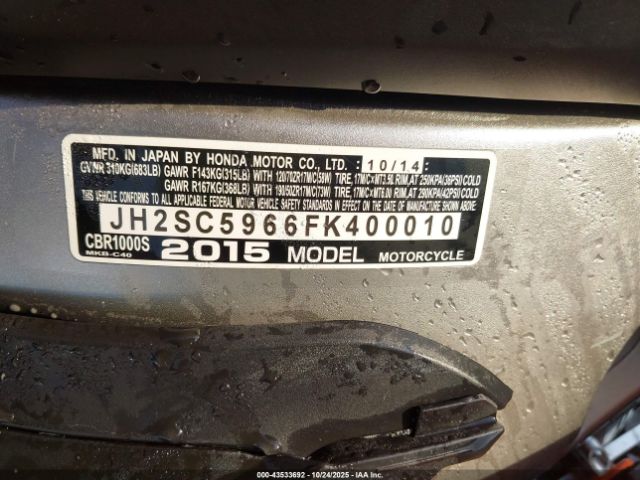 MFD. IN JAPAN BY HONDA MOTOR CO., LTD. :10/14:
GVWR 310KG(683LB) GAWR F143KG(315LB) WITH 120/70ZR17M/C(58W) TIRE, 17M/C×MT3.50 RIM, AT 250KPA(36PSI)COLD
GAWR R167KG(368LB) WITH 190/50ZR17M/C(73W) TIRE, 17M/C×MT6.00 RIM, AT 290KPA(42PSI)COLD
THIS VEHICLE CONFORMS TO ALL APPLICABLE FEDERAL MOTOR VEHICLE SAFETY STANDARDS IN EFFECT ON THE DATE OF MANUFACTURE SHOWN ABOVE.
JH2SC5966FK400010
CBR1000S 2015 MODEL MOTORCYCLE
MKB-C40
000-43533692 10/24/2025 IAA Inc.